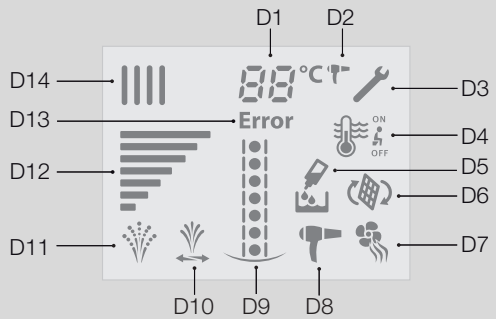 D1 D2
D14 88 °C D3
D13 Error ON D4
OFF
D12 D5
D6
D11 D7
D10 D9 D8